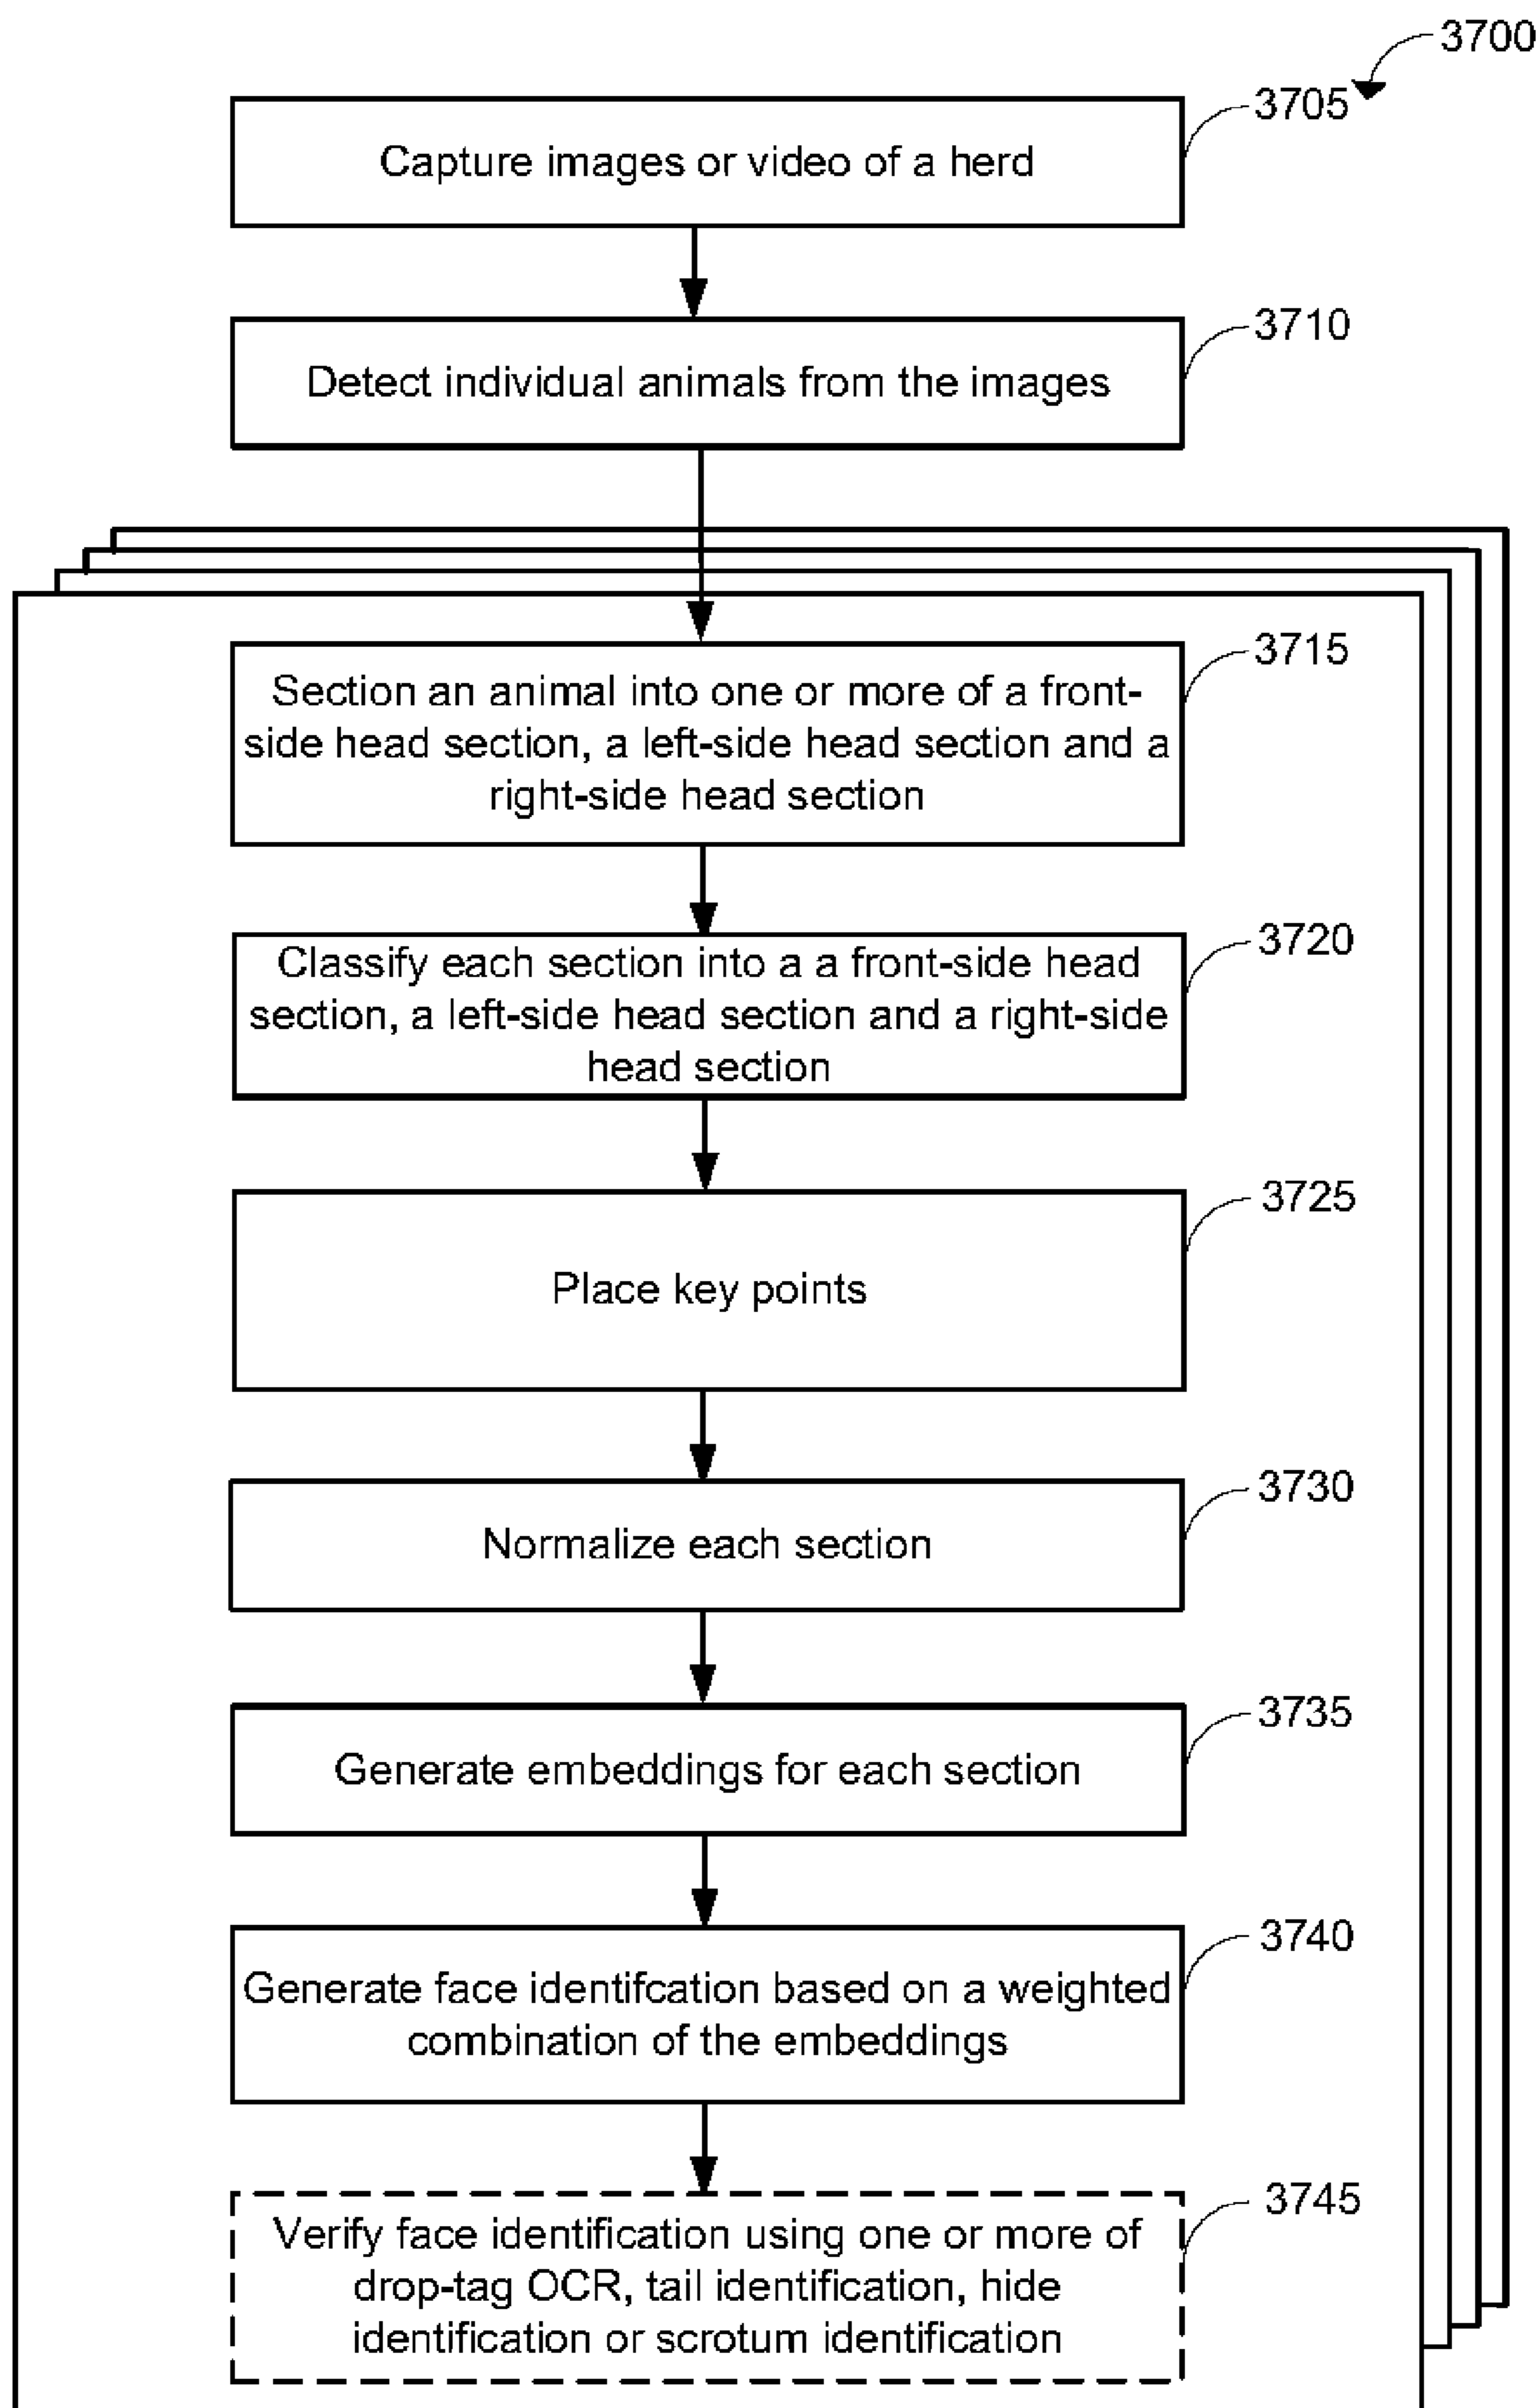 3700
3705
Capture images or video of a herd
3710
Detect individual animals from the images
3715
Section an animal into one or more of a front-
side head section, a left-side head section and a
right-side head section
3720
Classify each section into a a front-side head
section, a left-side head section and a right-side
head section
3725
Place key points
3730
Normalize each section
3735
Generate embeddings for each section
3740
Generate face identifcation based on a weighted
combination of the embeddings
3745
Verify face identification using one or more of
drop-tag OCR, tail identification, hide
identification or scrotum identification